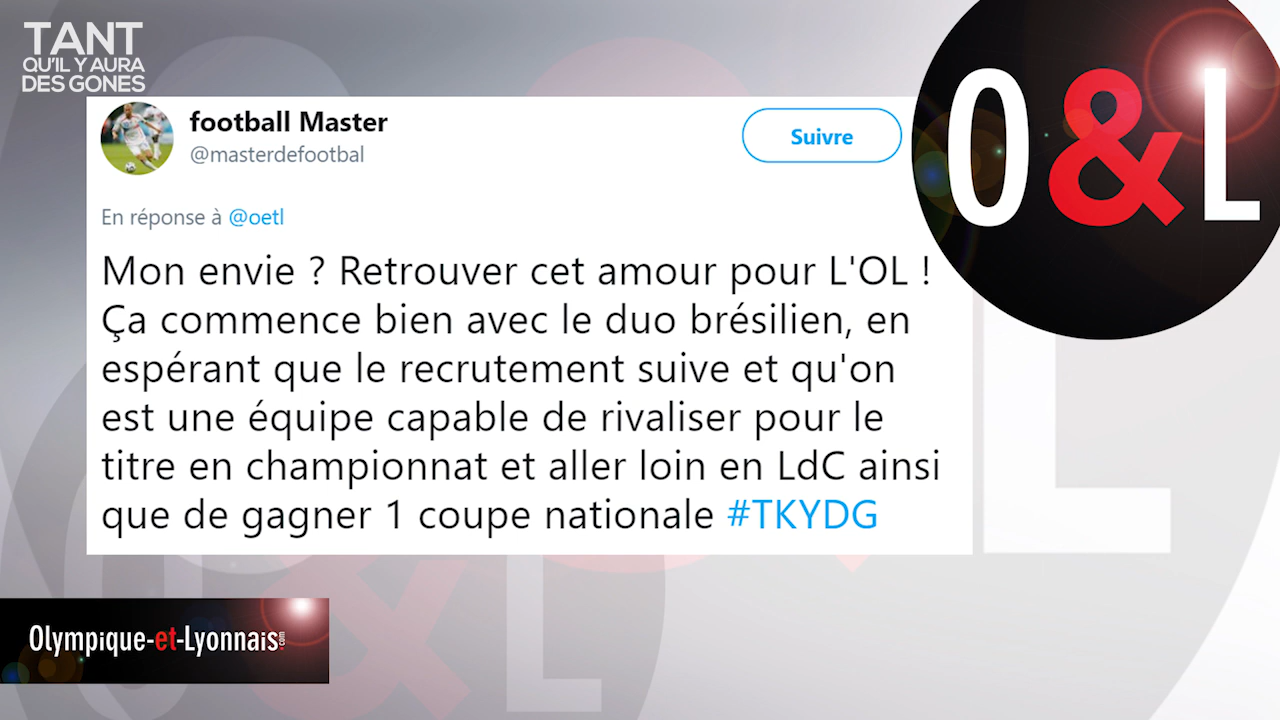 TANT
QU'IL Y AURA
DES GONES
O&L
football Master
@masterdefootbal
Suivre
En réponse à @oetl
Mon envie ? Retrouver cet amour pour L'OL !
Ça commence bien avec le duo brésilien, en
espérant que le recrutement suive et qu'on
est une équipe capable de rivaliser pour le
titre en championnat et aller loin en LdC ainsi
que de gagner 1 coupe nationale #TKYDG
Olympique-et-Lyonnais.com